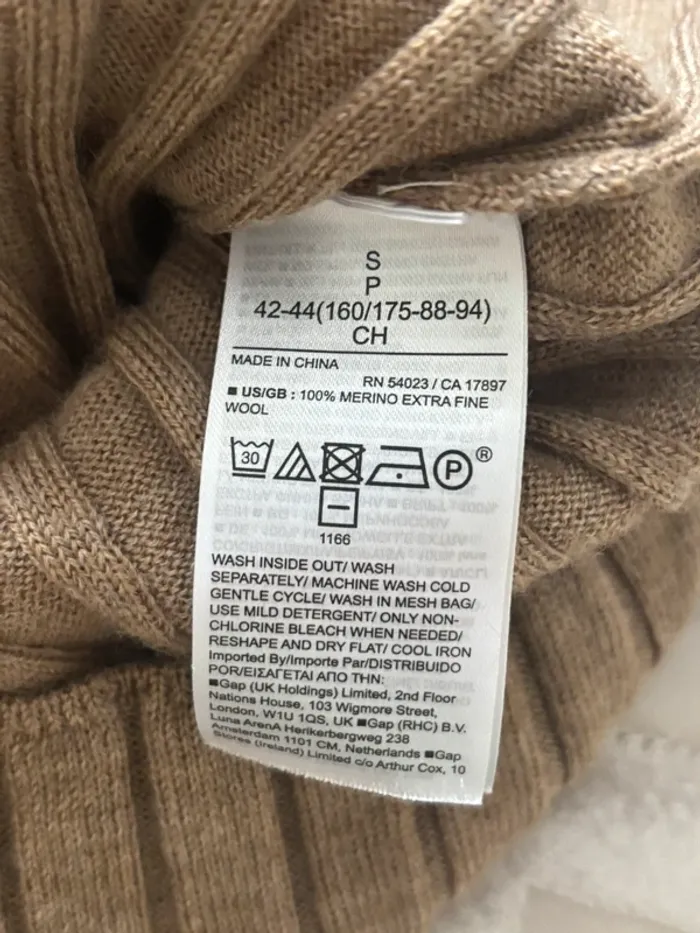 S
P
42-44(160/175-88-94)
CH
MADE IN CHINA
RN 54023 / CA 17897
■ US/GB : 100% MERINO EXTRA FINE
WOOL
30
P®
1166
WASH INSIDE OUT/ WASH
SEPARATELY/ MACHINE WASH COLD
GENTLE CYCLE/ WASH IN MESH BAG/
USE MILD DETERGENT/ ONLY NON-
CHLORINE BLEACH WHEN NEEDED/
RESHAPE AND DRY FLAT/ COOL IRON
Imported By/Importe Par/DISTRIBUIDO
POR/ΕΙΣΑΓΕΤΑΙ ΑΠΟ ΤΗΝ:
■Gap (UK Holdings) Limited, 2nd Floor
Nations House, 103 Wigmore Street,
London, W1U 1QS, UK ■Gap (RHC) B.V.
Luna ArenA Herikerbergweg 238
Amsterdam 1101 CM, Netherlands ■Gap
Stores (Ireland) Limited c/o Arthur Cox, 10